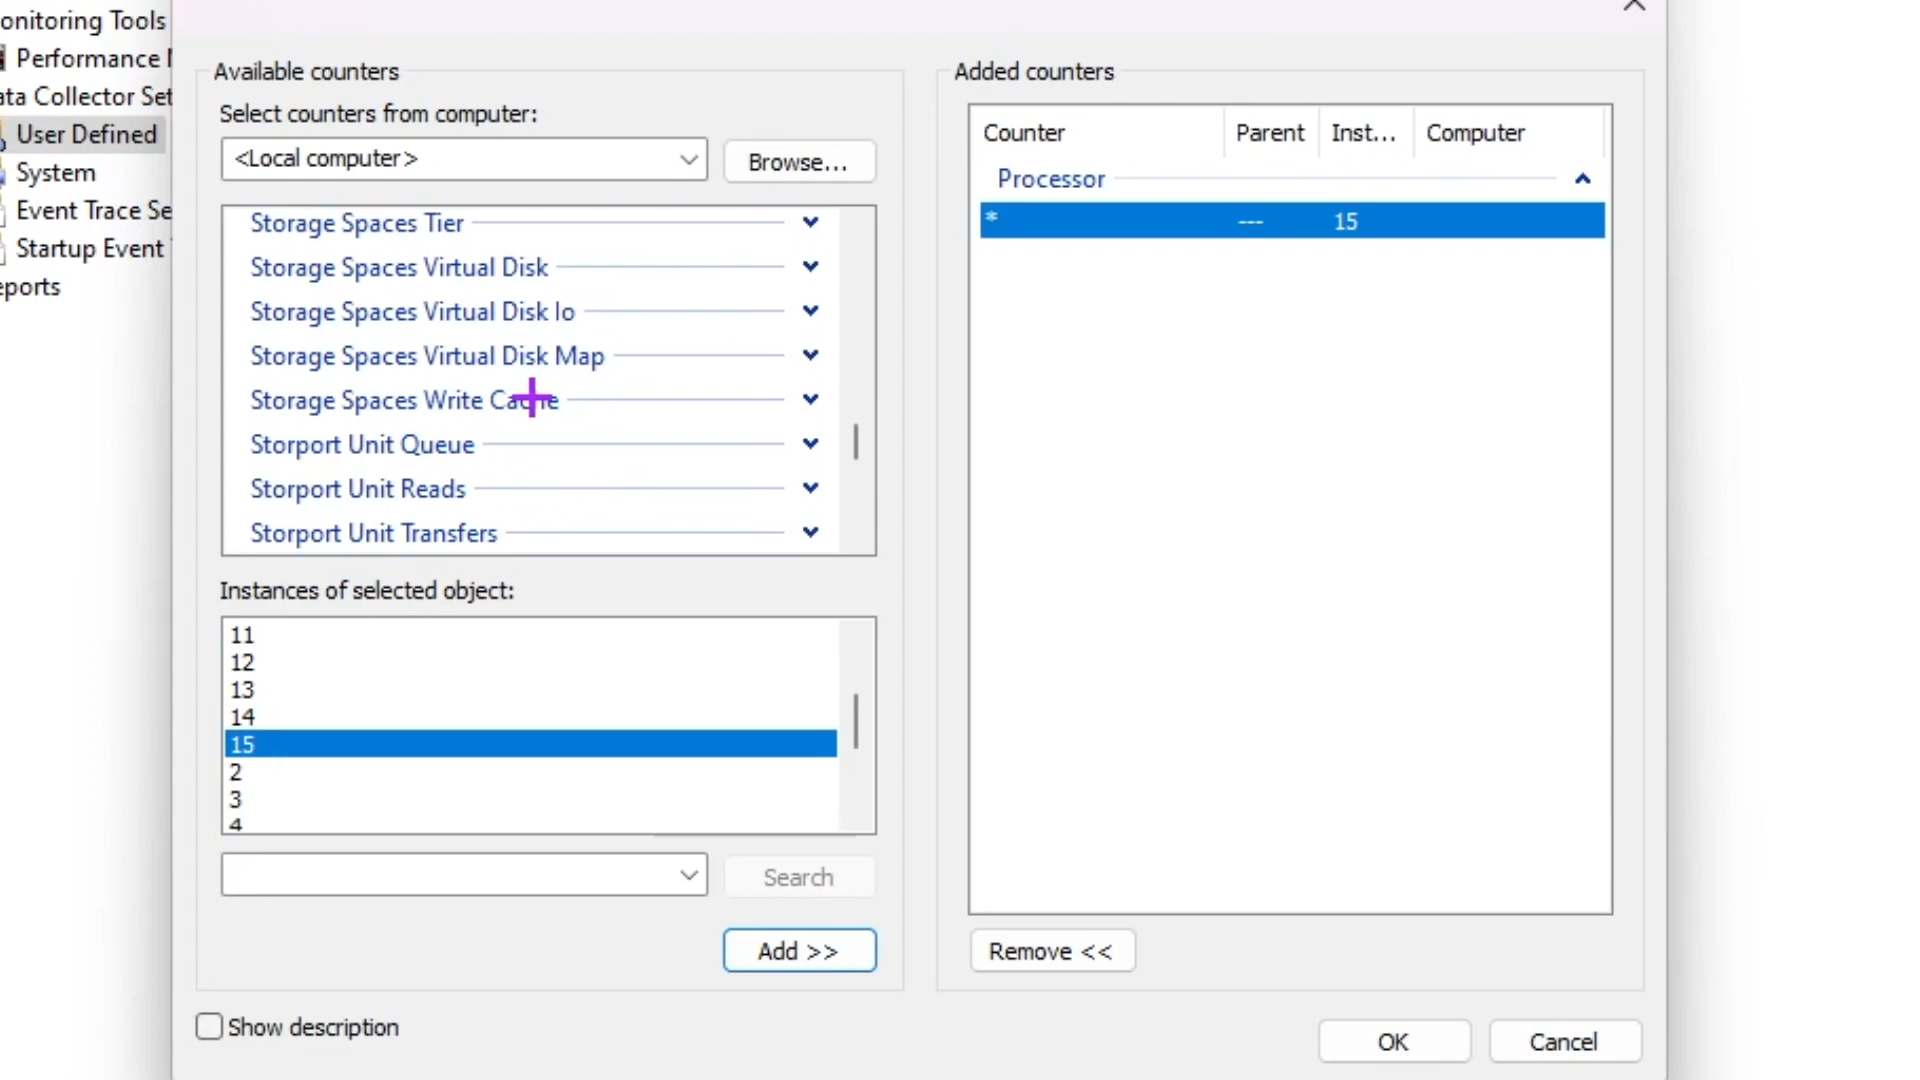 onitoring Tools
Performance
ata Collector Set
User Defined
System
Event Trace Se
Startup Event
eports
Available counters
Select counters from computer:
<Local computer>
Browse...
Storage Spaces Tier
Storage Spaces Virtual Disk
Storage Spaces Virtual Disk Io
Storage Spaces Virtual Disk Map
Storage Spaces Write Cache
Storport Unit Queue
Storport Unit Reads
Storport Unit Transfers
Instances of selected object:
11
12
13
14
15
2
3
4
Search
Add >>
Show description
Added counters
Counter Parent Inst... Computer
Processor
* --- 15
Remove <<
OK
Cancel